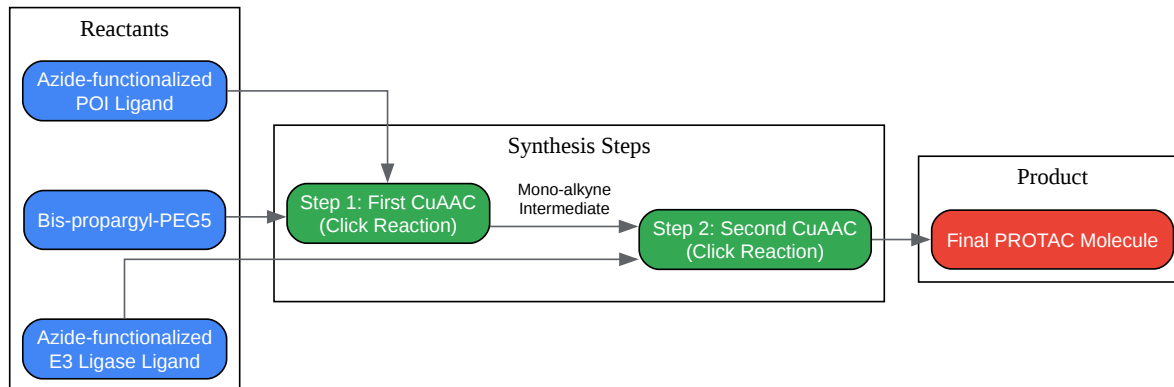 Reactants
Azide-functionalized
POI Ligand
Bis-propargyl-PEG5
Azide-functionalized
E3 Ligase Ligand
Synthesis Steps
Step 1: First CuAAC
(Click Reaction)
Mono-alkyne
Intermediate
Step 2: Second CuAAC
(Click Reaction)
Product
Final PROTAC Molecule